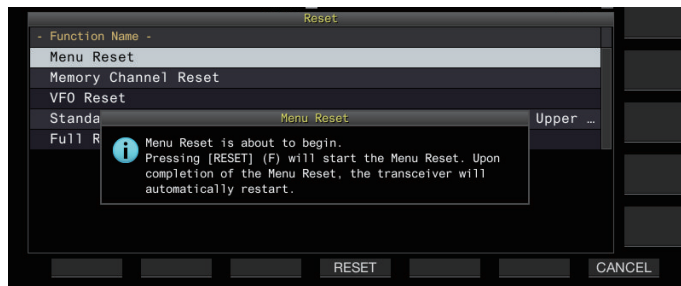 Reset
- Function Name -
Menu Reset
Memory Channel Reset
VFO Reset
Standa
Upper …
Full R
Menu Reset
Menu Reset is about to begin.
Pressing [RESET] (F) will start the Menu Reset. Upon
completion of the Menu Reset, the transceiver will
automatically restart.
RESET
CANCEL